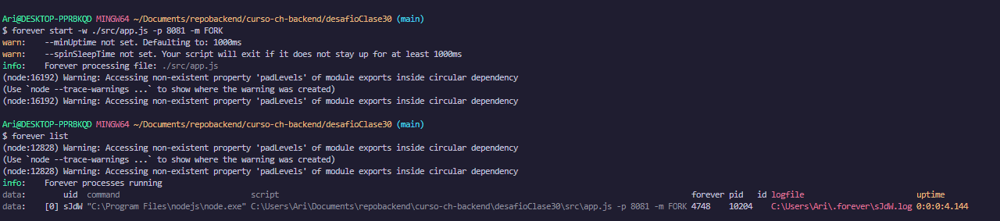 Ari@DESKTOP-PPRBKQD MINGW64 ~/Documents/repobackend/curso-ch-backend/desafioClase30 (main)
$ forever start -w ./src/app.js -p 8081 -m FORK
warn:    --minUptime not set. Defaulting to: 1000ms
warn:    --spinSleepTime not set. Your script will exit if it does not stay up for at least 1000ms
info:    Forever processing file: ./src/app.js
(node:16192) Warning: Accessing non-existent property 'padLevels' of module exports inside circular dependency
(Use `node --trace-warnings ...` to show where the warning was created)
(node:16192) Warning: Accessing non-existent property 'padLevels' of module exports inside circular dependency
Ari@DESKTOP-PPRBKQD MINGW64 ~/Documents/repobackend/curso-ch-backend/desafioClase30 (main)
$ forever list
(node:12828) Warning: Accessing non-existent property 'padLevels' of module exports inside circular dependency
(Use `node --trace-warnings ...` to show where the warning was created)
(node:12828) Warning: Accessing non-existent property 'padLevels' of module exports inside circular dependency
info:    Forever processes running
data:        uid  command                             script                                                                                       forever pid   id logfile                        uptime
data:    [0] sJdW "C:\Program Files\nodejs\node.exe" C:\Users\Ari\Documents\repobackend\curso-ch-backend\desafioClase30\src\app.js -p 8081 -m FORK 4748    10204    C:\Users\Ari\.forever\sJdW.log 0:0:0:4.144